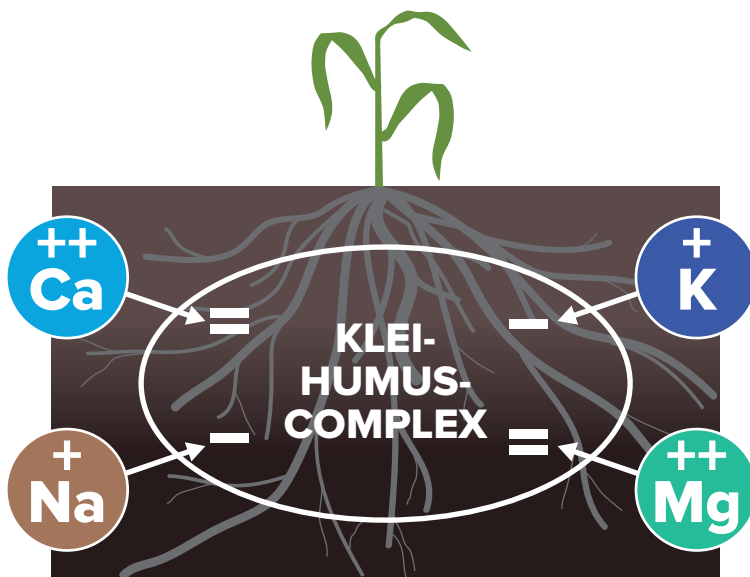 ++
Ca
+
K
KLEI-
HUMUS-
COMPLEX
+
Na
++
Mg